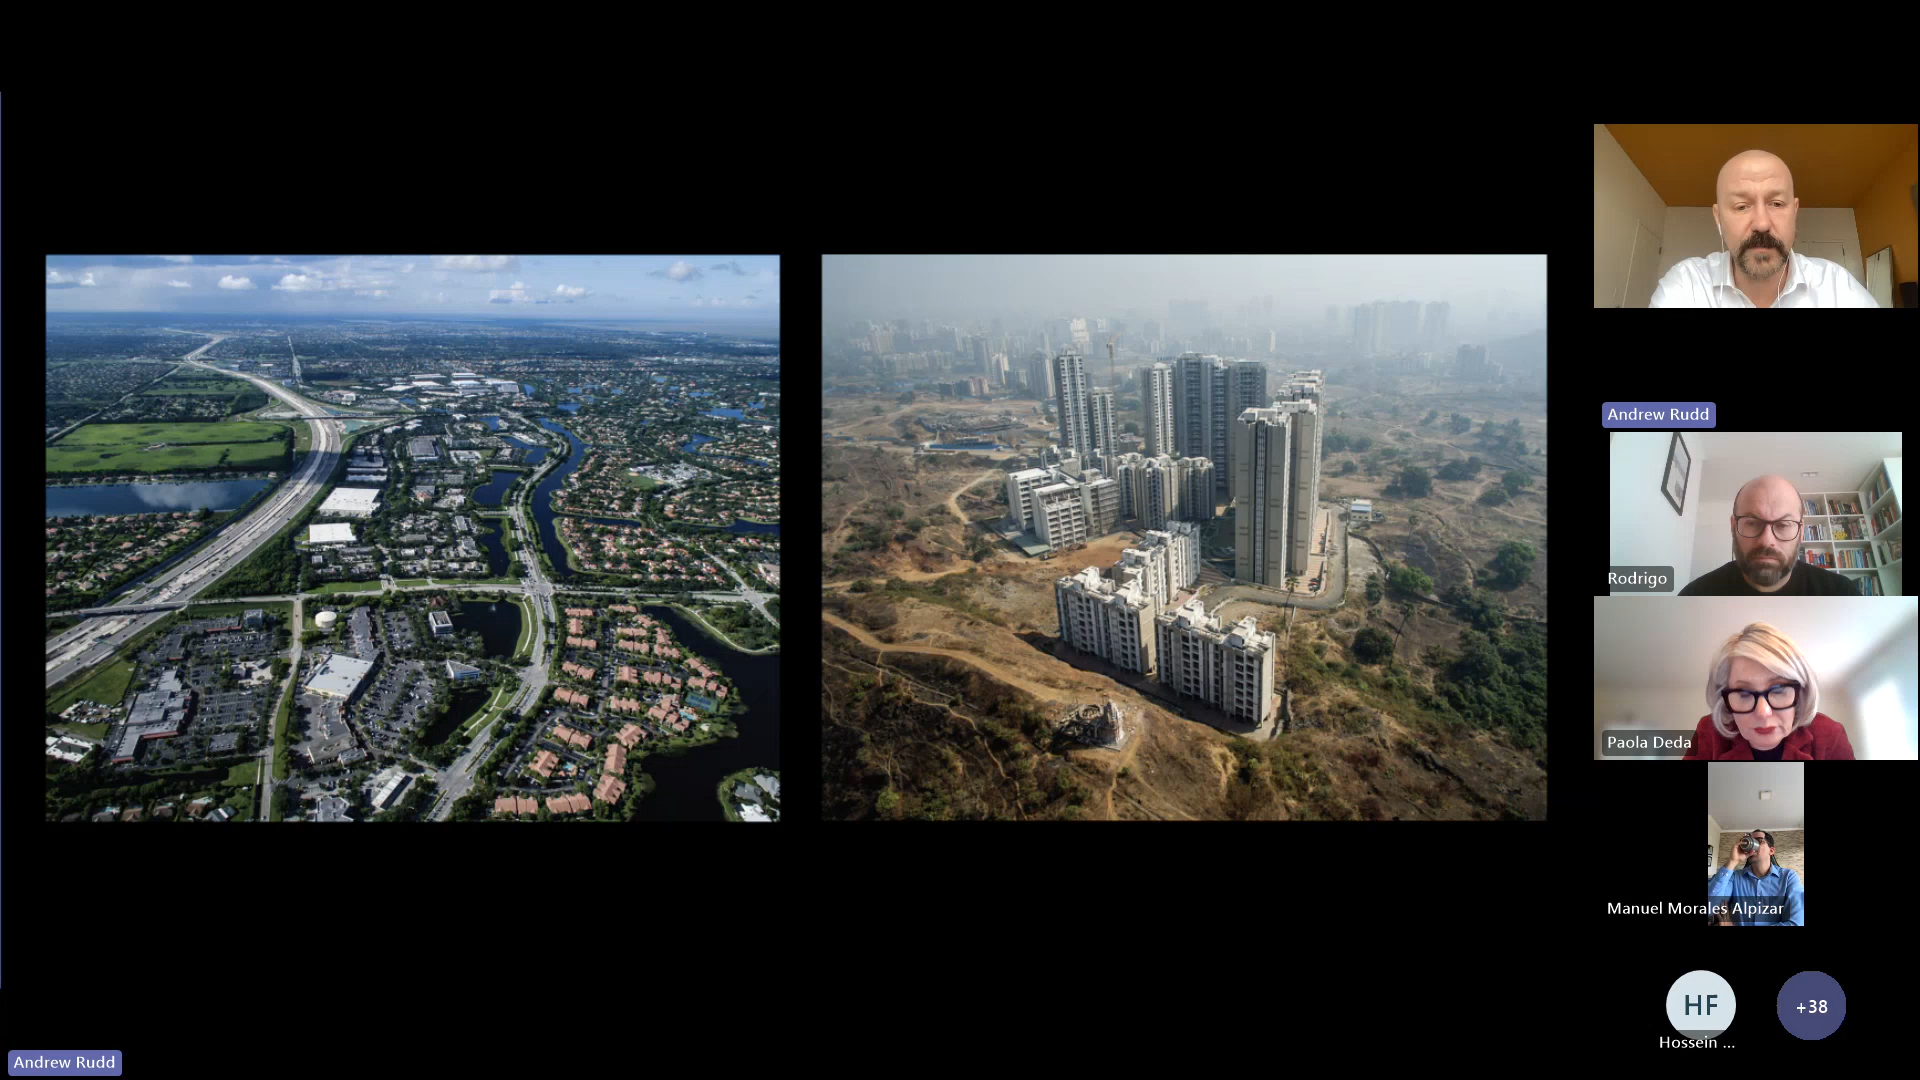 Andrew Rudd
Rodrigo
Paola Deda
Manuel Morales Alpizar
HF
+38
Hossein ...
Andrew Rudd